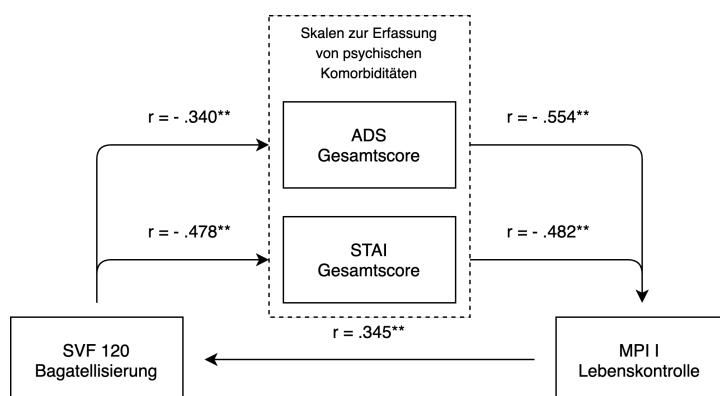 Skalen zur Erfassung
von psychischen
Komorbiditäten
r = - .340**
ADS
Gesamtscore
r = - .554**
r = - .478**
STAI
Gesamtscore
r = - .482**
r = .345**
SVF 120
Bagatellisierung
MPI I
Lebenskontrolle